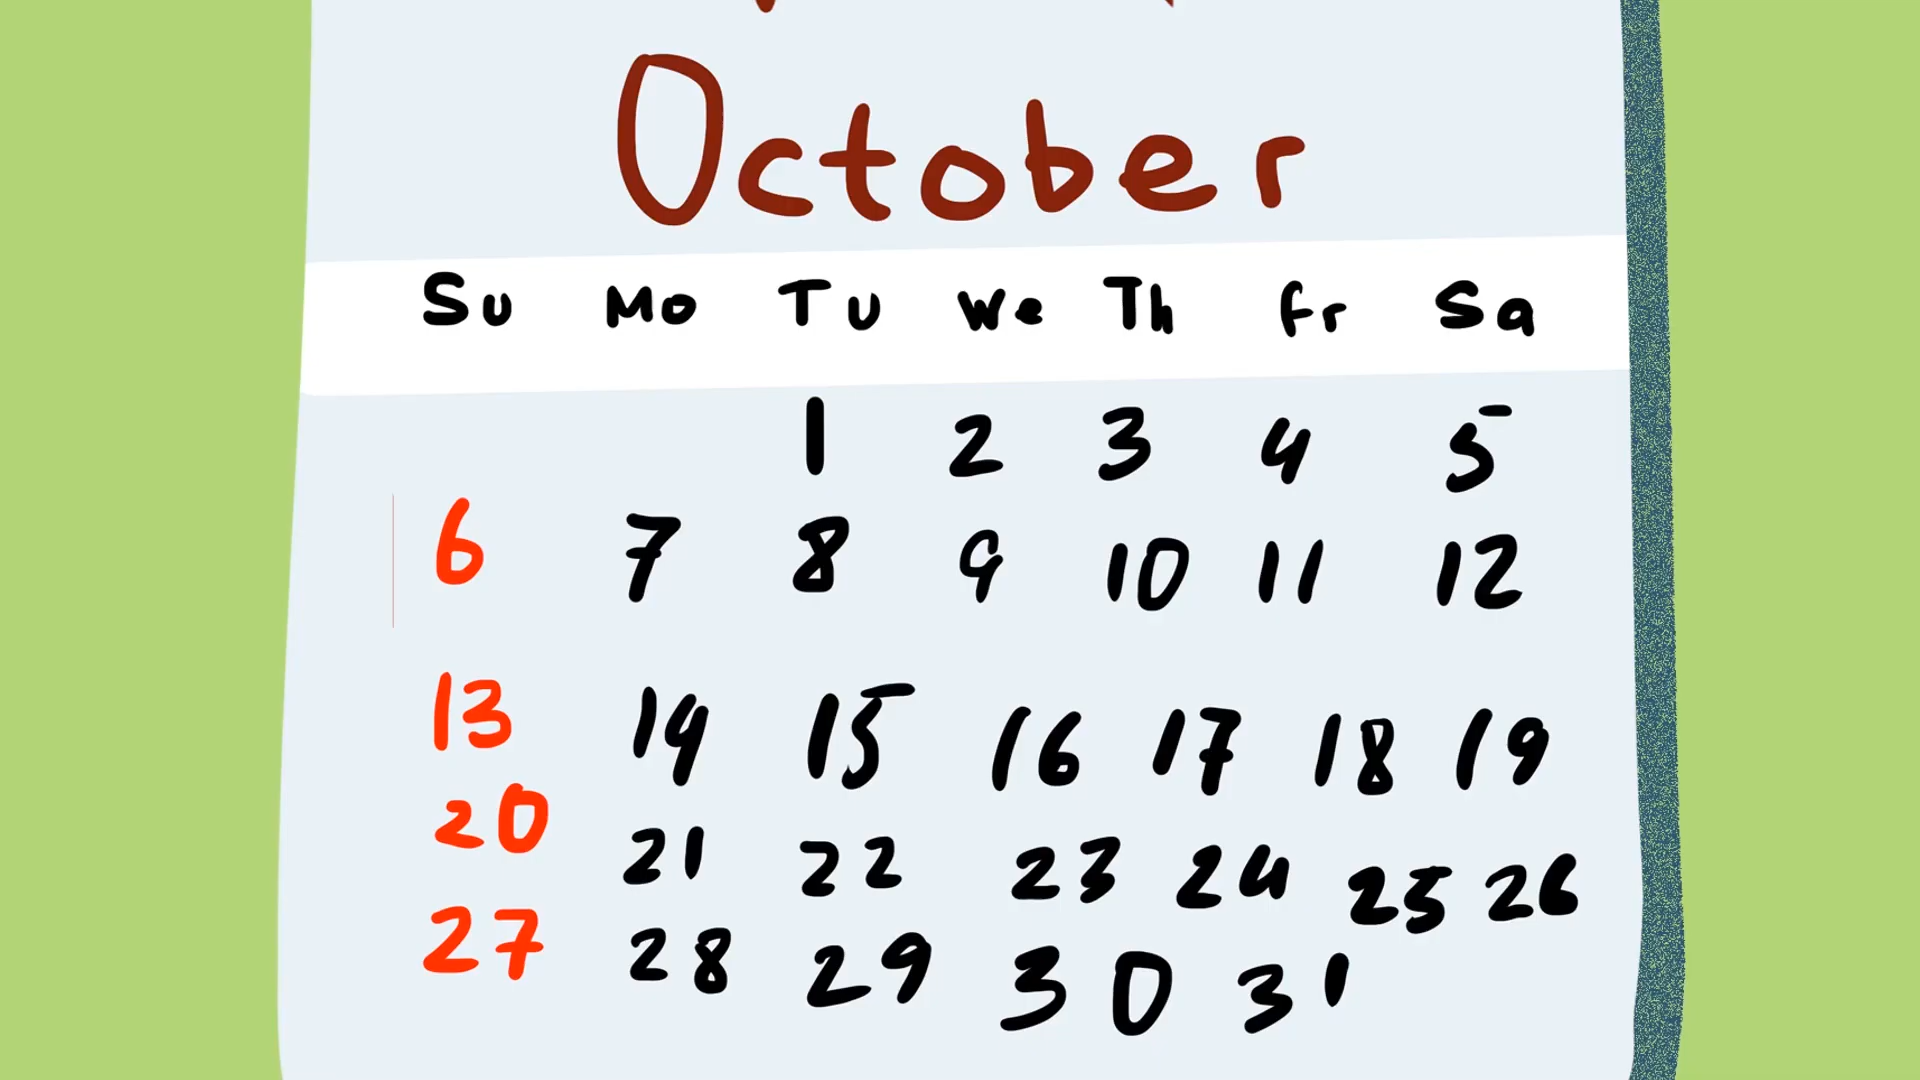 October
Su Mo Tu We Th fr Sa
1 2 3 4 5
6 7 8 9 10 11 12
13 14 15 16 17 18 19
20 21 22 23 24 25 26
27 28 29 30 31